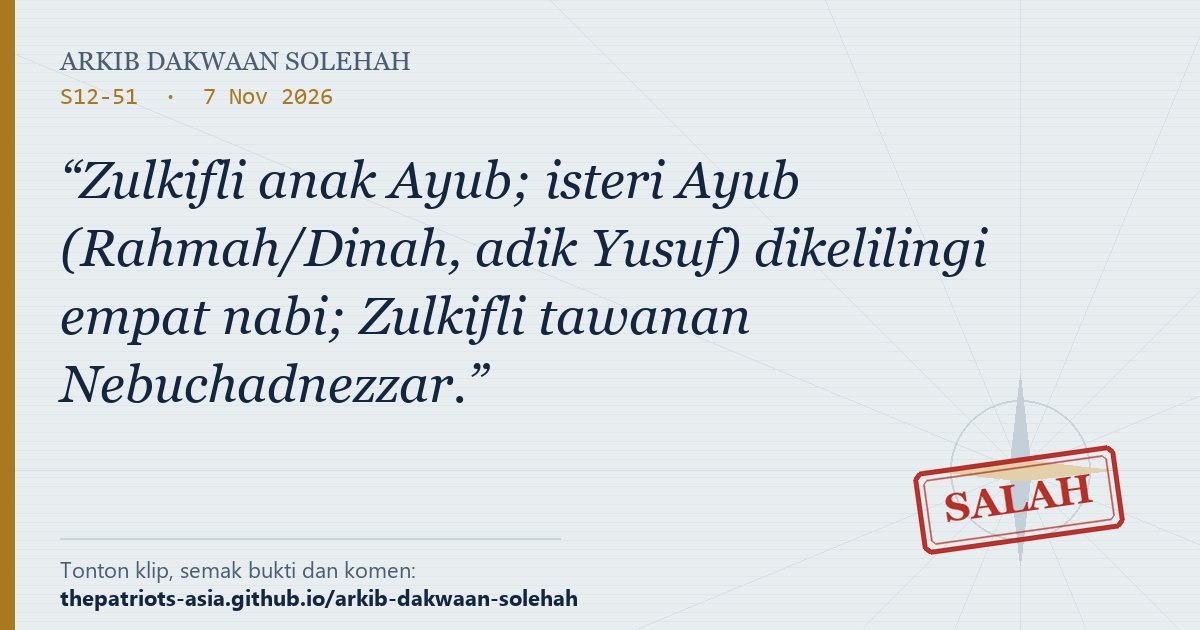 ARKIB DAKWAAN SOLEHAH
S12-51 · 7 Nov 2026
“Zulkifli anak Ayub; isteri Ayub
(Rahmah/Dinah, adik Yusuf) dikelilingi
empat nabi; Zulkifli tawanan
Nebuchadnezzar.”
SALAH
Tonton klip, semak bukti dan komen:
thepatriots-asia.github.io/arkib-dakwaan-solehah